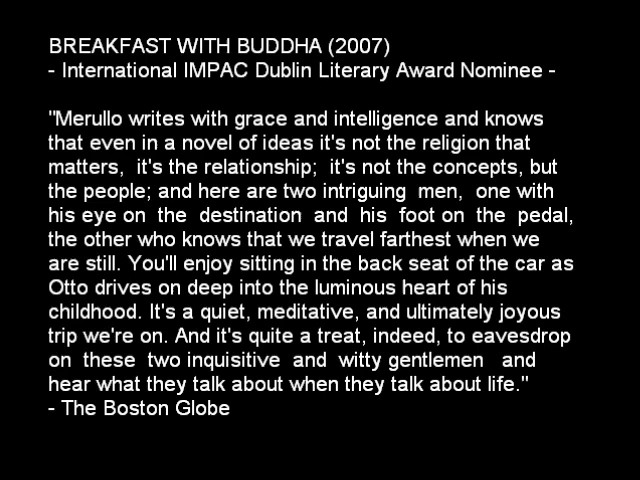 BREAKFAST WITH BUDDHA (2007)
- International IMPAC Dublin Literary Award Nominee -
"Merullo writes with grace and intelligence and knows
that even in a novel of ideas it's not the religion that
matters, it's the relationship; it's not the concepts, but
the people; and here are two intriguing men, one with
his eye on the destination and his foot on the pedal,
the other who knows that we travel farthest when we
are still. You'll enjoy sitting in the back seat of the car as
Otto drives on deep into the luminous heart of his
childhood. It's a quiet, meditative, and ultimately joyous
trip we're on. And it's quite a treat, indeed, to eavesdrop
on these two inquisitive and witty gentlemen and
hear what they talk about when they talk about life."
- The Boston Globe